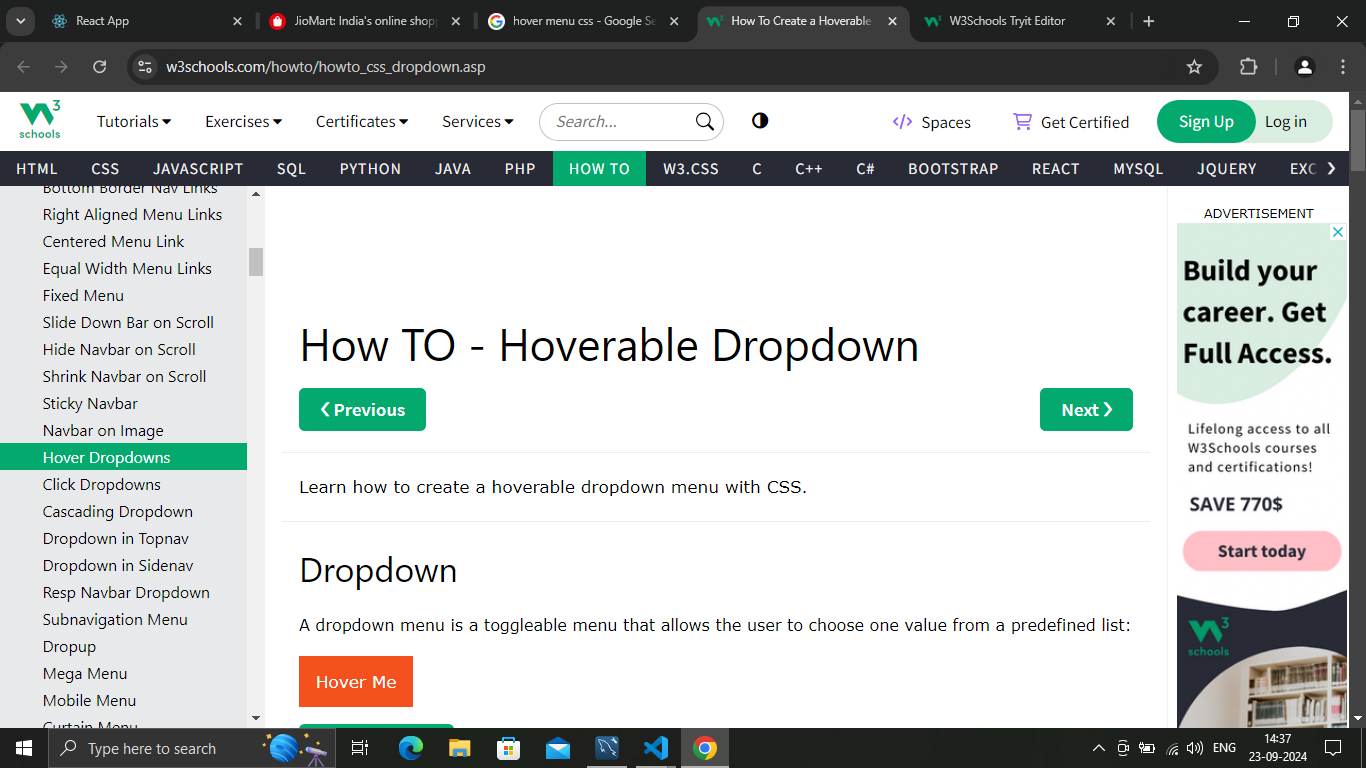 React App
JioMart: India's online shop
hover menu css - Google Se
How To Create a Hoverable
W3Schools Tryit Editor
w3schools.com/howto/howto_css_dropdown.asp
W3 schools
Tutorials
Exercises
Certificates
Services
Search...
Spaces
Get Certified
Sign Up
Log in
HTML CSS JAVASCRIPT SQL PYTHON JAVA PHP HOW TO W3.CSS C C++ C# BOOTSTRAP REACT MYSQL JQUERY EXC
Bottom Border Nav Links
Right Aligned Menu Links
Centered Menu Link
Equal Width Menu Links
Fixed Menu
Slide Down Bar on Scroll
Hide Navbar on Scroll
Shrink Navbar on Scroll
Sticky Navbar
Navbar on Image
Hover Dropdowns
Click Dropdowns
Cascading Dropdown
Dropdown in Topnav
Dropdown in Sidenav
Resp Navbar Dropdown
Subnavigation Menu
Dropup
Mega Menu
Mobile Menu
Curtain Menu
How TO - Hoverable Dropdown
❮ Previous
Next ❯
Learn how to create a hoverable dropdown menu with CSS.
Dropdown
A dropdown menu is a toggleable menu that allows the user to choose one value from a predefined list:
Hover Me
ADVERTISEMENT
Build your
career. Get
Full Access.
Lifelong access to all
W3Schools courses
and certifications!
SAVE 770$
Start today
W3 schools
Type here to search
ENG
14:37
23-09-2024